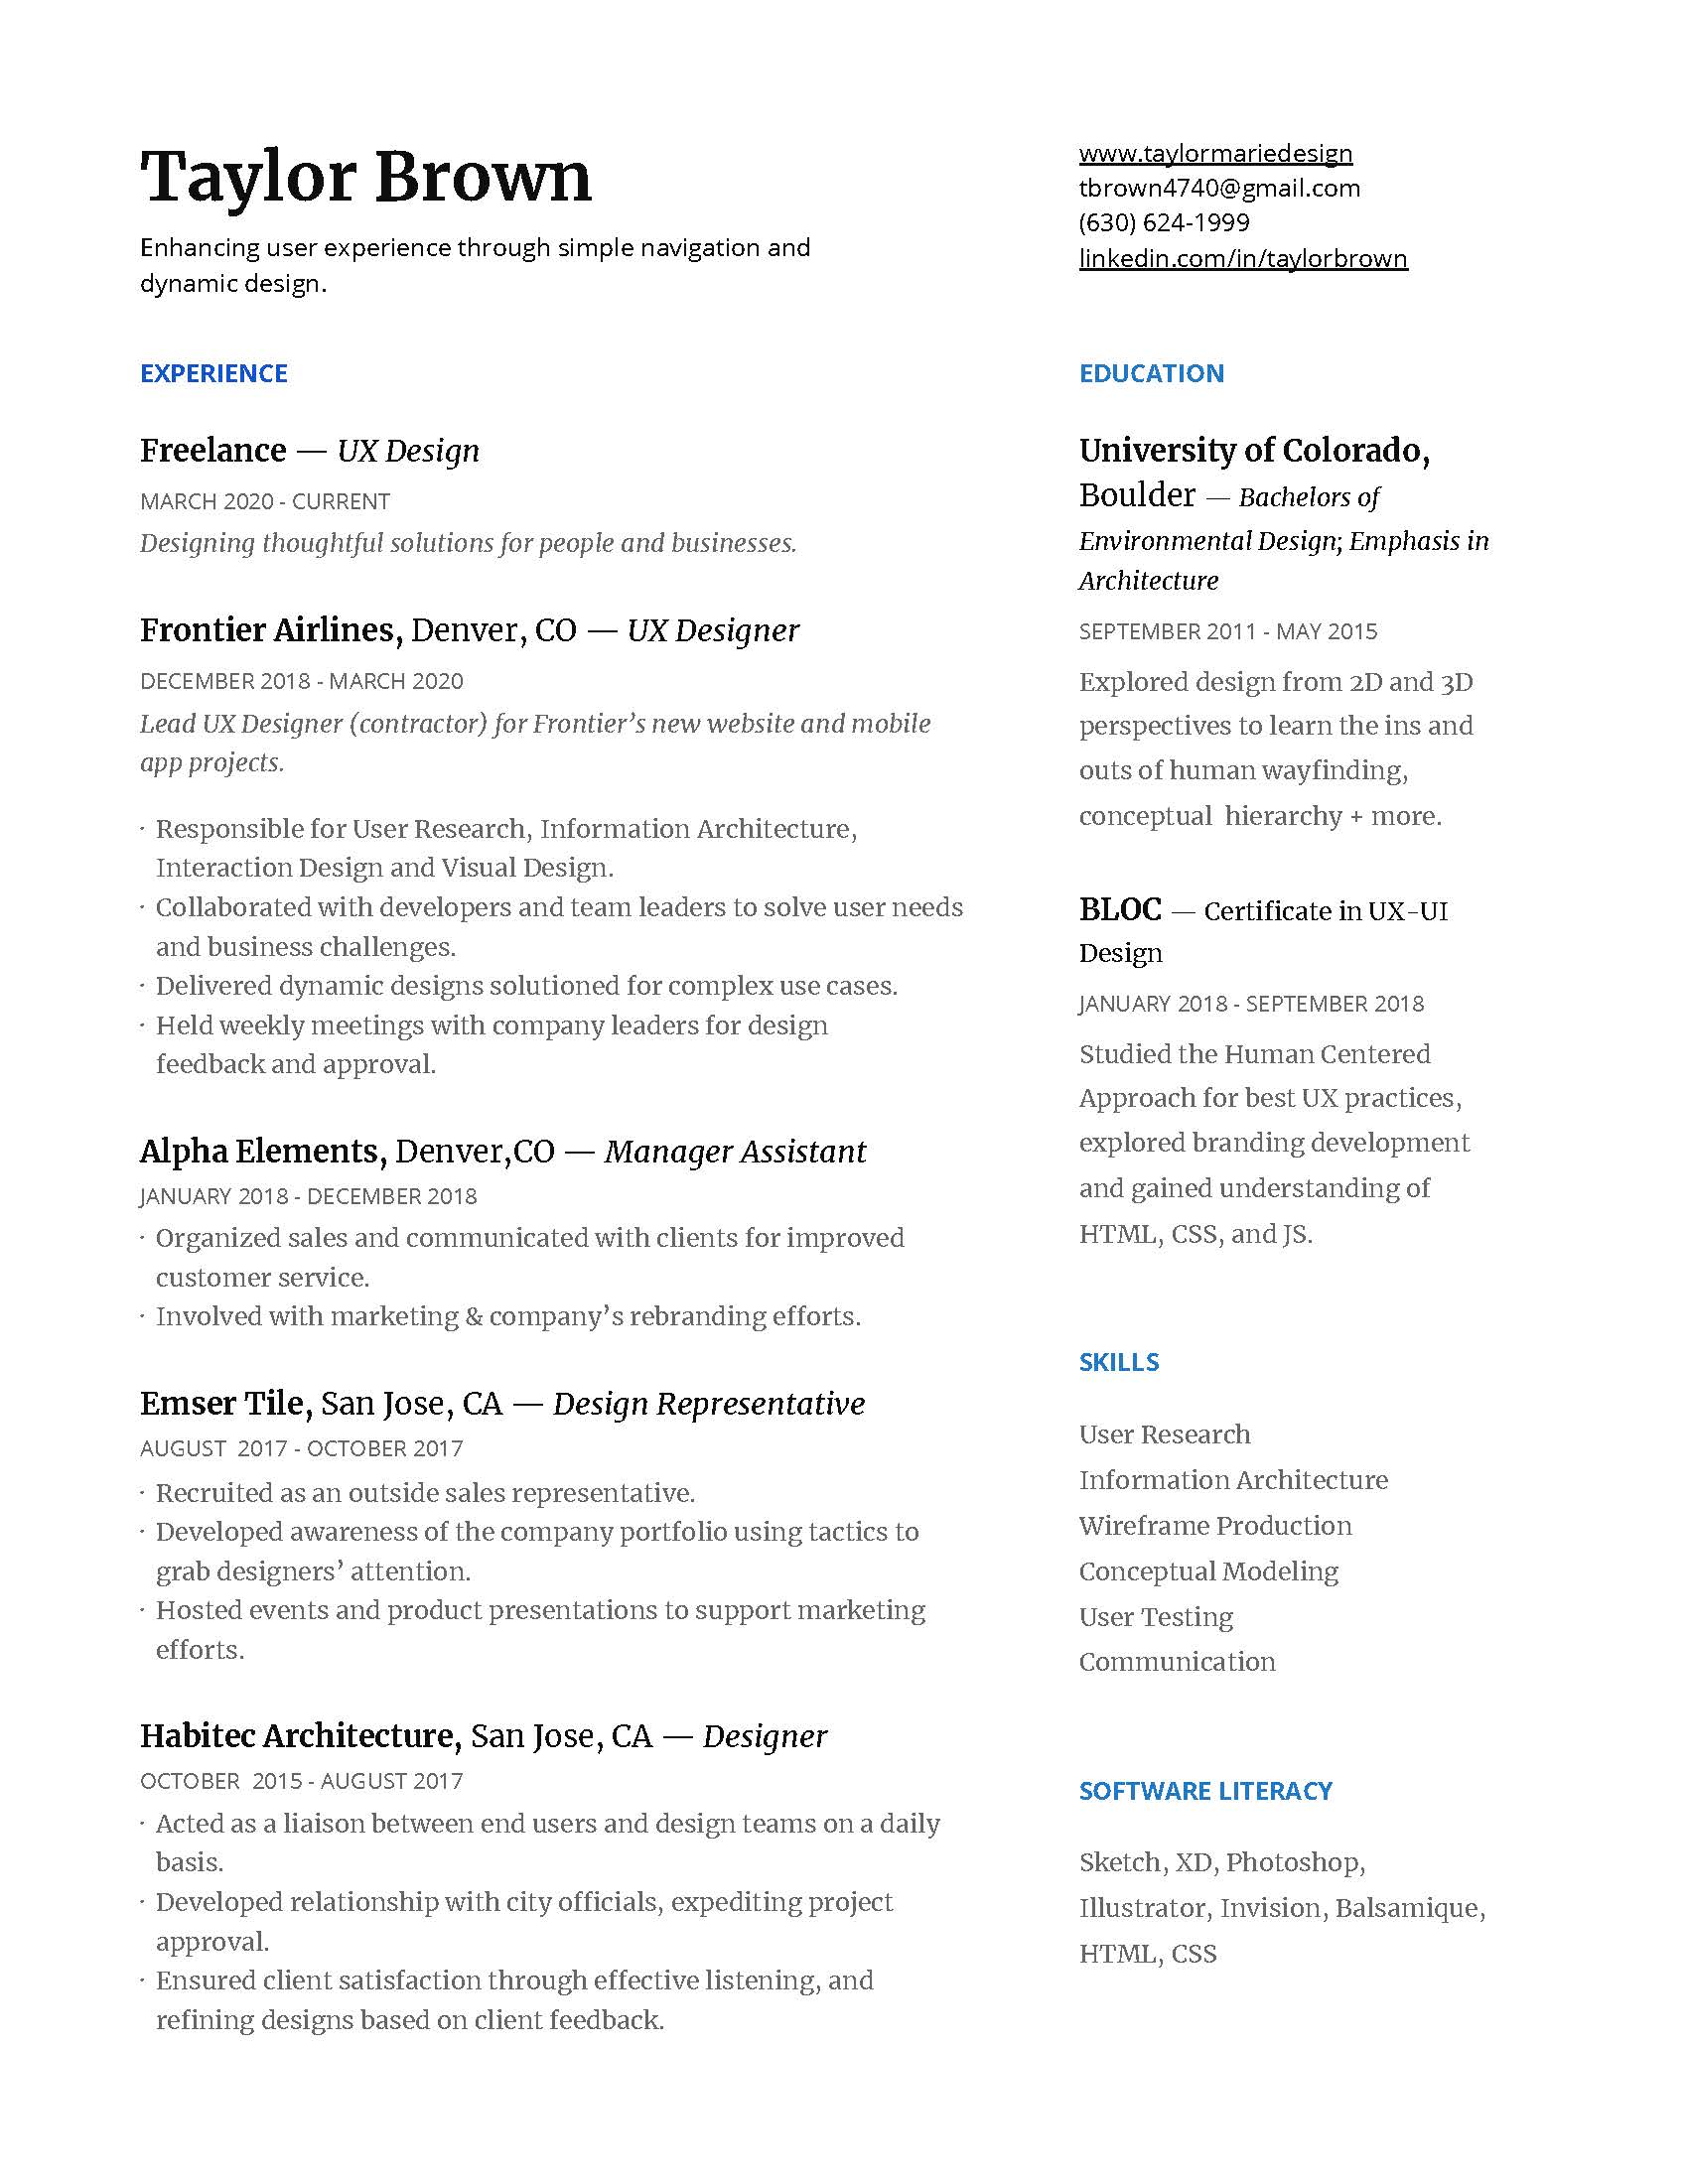 Taylor Brown
Enhancing user experience through simple navigation and
dynamic design.
www.taylormariedesign
tbrown4740@gmail.com
(630) 624-1999
linkedin.com/in/taylorbrown
EXPERIENCE
Freelance — UX Design
MARCH 2020 - CURRENT
Designing thoughtful solutions for people and businesses.
Frontier Airlines, Denver, CO — UX Designer
DECEMBER 2018 - MARCH 2020
Lead UX Designer (contractor) for Frontier’s new website and mobile
app projects.
· Responsible for User Research, Information Architecture,
Interaction Design and Visual Design.
· Collaborated with developers and team leaders to solve user needs
and business challenges.
· Delivered dynamic designs solutioned for complex use cases.
· Held weekly meetings with company leaders for design
feedback and approval.
Alpha Elements, Denver,CO — Manager Assistant
JANUARY 2018 - DECEMBER 2018
· Organized sales and communicated with clients for improved
customer service.
· Involved with marketing & company’s rebranding efforts.
Emser Tile, San Jose, CA — Design Representative
AUGUST  2017 - OCTOBER 2017
· Recruited as an outside sales representative.
· Developed awareness of the company portfolio using tactics to
grab designers’ attention.
· Hosted events and product presentations to support marketing
efforts.
Habitec Architecture, San Jose, CA — Designer
OCTOBER  2015 - AUGUST 2017
· Acted as a liaison between end users and design teams on a daily
basis.
· Developed relationship with city officials, expediting project
approval.
· Ensured client satisfaction through effective listening, and
refining designs based on client feedback.
EDUCATION
University of Colorado,
Boulder — Bachelors of
Environmental Design; Emphasis in
Architecture
SEPTEMBER 2011 - MAY 2015
Explored design from 2D and 3D
perspectives to learn the ins and
outs of human wayfinding,
conceptual  hierarchy + more.
BLOC — Certificate in UX-UI
Design
JANUARY 2018 - SEPTEMBER 2018
Studied the Human Centered
Approach for best UX practices,
explored branding development
and gained understanding of
HTML, CSS, and JS.
SKILLS
User Research
Information Architecture
Wireframe Production
Conceptual Modeling
User Testing
Communication
SOFTWARE LITERACY
Sketch, XD, Photoshop,
Illustrator, Invision, Balsamique,
HTML, CSS